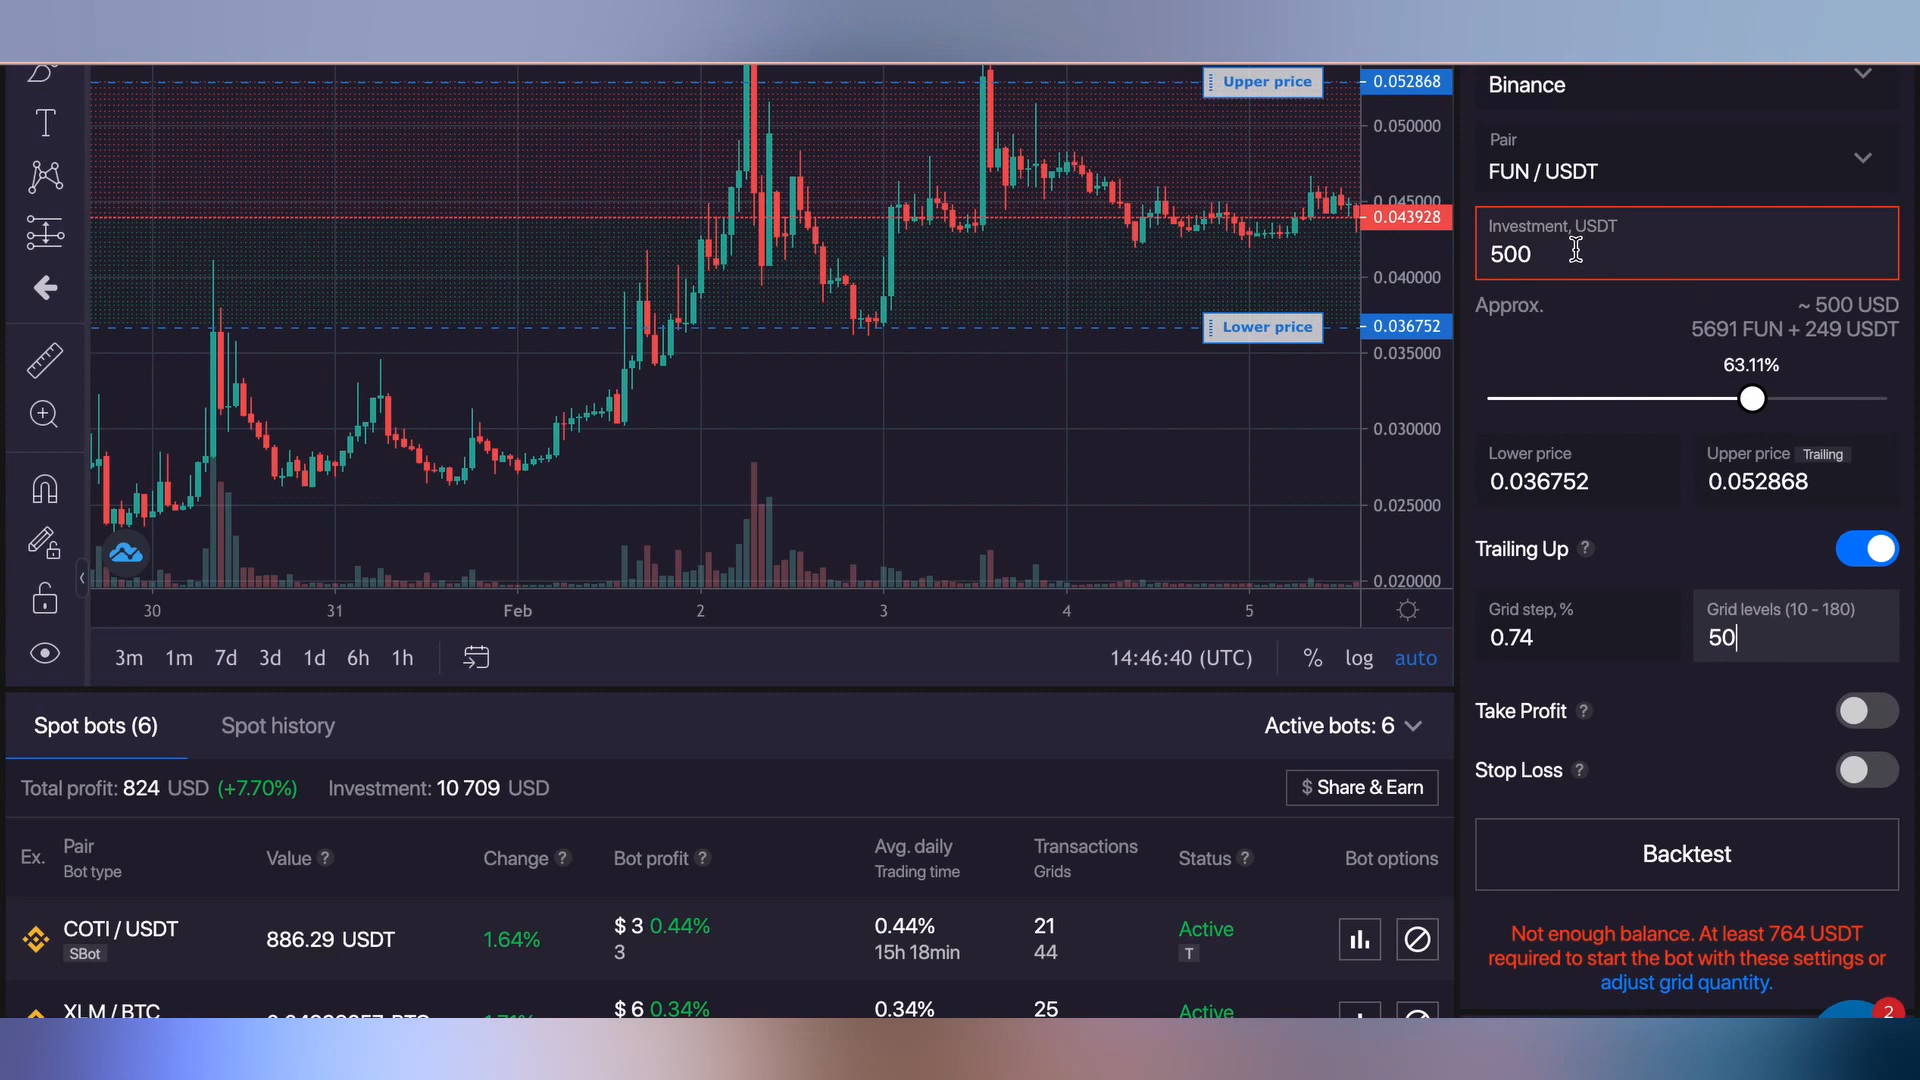 Upper price
0.052868
0.050000
0.045000
0.043928
0.040000
Lower price
0.036752
0.035000
0.030000
0.025000
0.020000
30
31
Feb
2
3
4
5
3m
1m
7d
3d
1d
6h
1h
14:46:40 (UTC)
%
log
auto
Binance
Pair
FUN / USDT
Investment, USDT
500
Approx.
~ 500 USD
5691 FUN + 249 USDT
63.11%
Lower price
0.036752
Upper price Trailing
0.052868
Trailing Up ?
Grid step, %
0.74
Grid levels (10 - 180)
50
Take Profit ?
Stop Loss ?
Backtest
Not enough balance. At least 764 USDT
required to start the bot with these settings or
adjust grid quantity.
2
Spot bots (6)
Spot history
Active bots: 6
Total profit: 824 USD (+7.70%)
Investment: 10 709 USD
$ Share & Earn
Ex.
Pair
Bot type
Value ?
Change ?
Bot profit ?
Avg. daily
Trading time
Transactions
Grids
Status ?
Bot options
COTI / USDT
SBot
886.29 USDT
1.64%
$ 3 0.44%
3
0.44%
15h 18min
21
44
Active
T
XLM / BTC
$ 6 0.34%
0.34%
25
Active